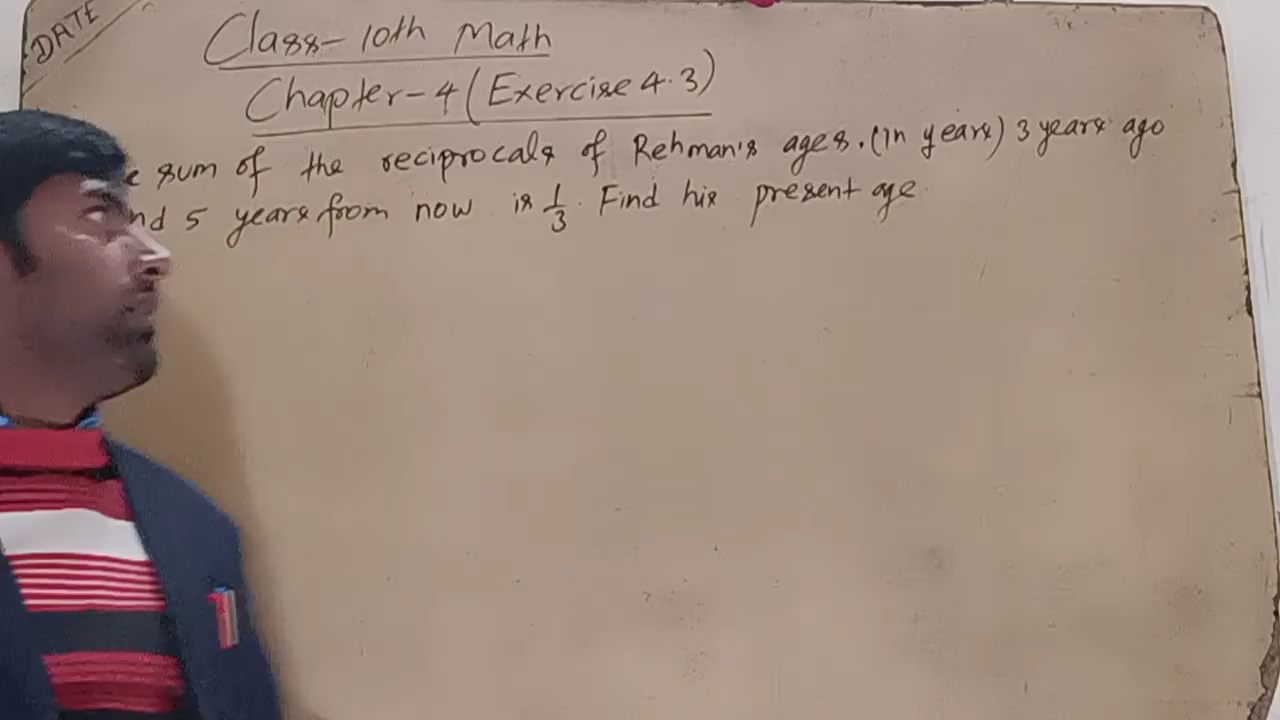 DATE
Class-10th Math
Chapter-4 (Exercise 4.3)
e sum of the reciprocals of Rehman's ages. (in years) 3 years ago
nd 5 years from now is 1/3. Find his present age.